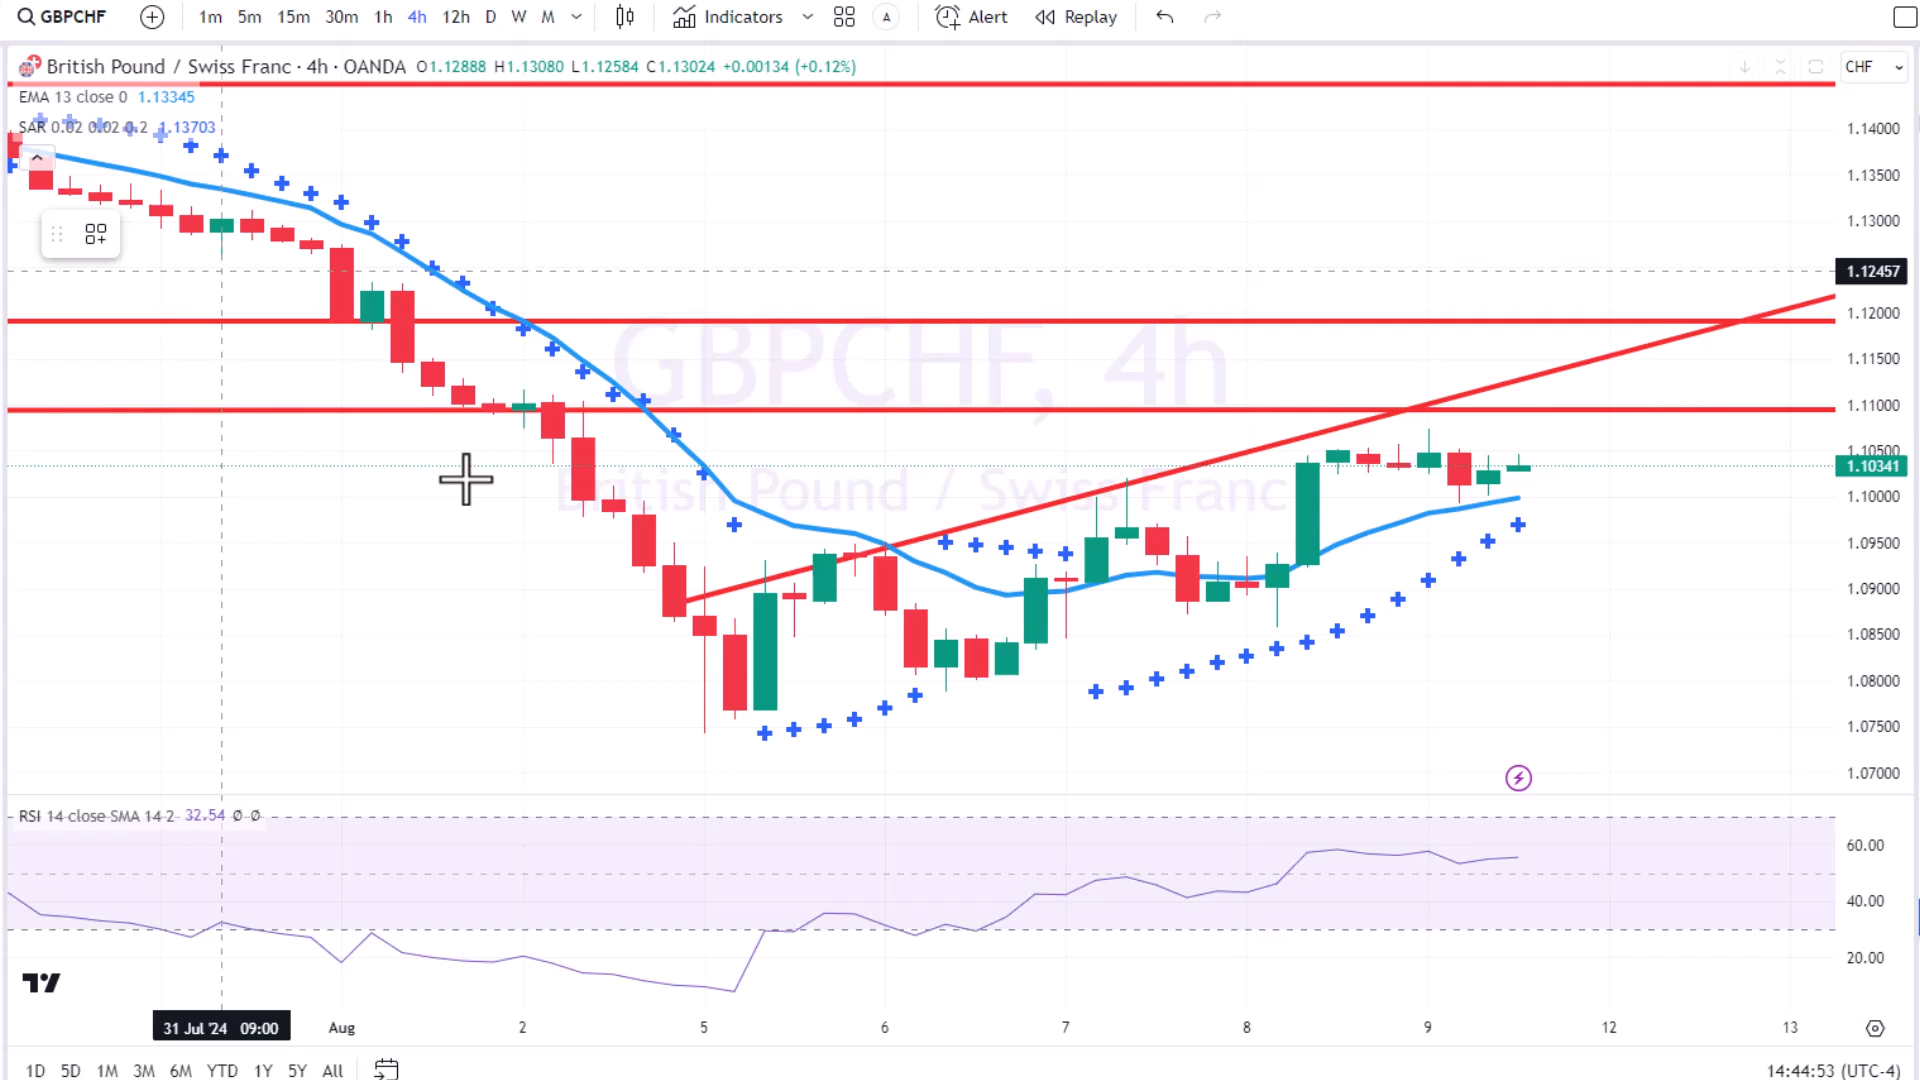 GBPCHF 1m 5m 15m 30m 1h 4h 12h D W M Indicators A Alert Replay
British Pound / Swiss Franc · 4h · OANDA O1.12888 H1.13080 L1.12584 C1.13024 +0.00134 (+0.12%) CHF
EMA 13 close 0 1.13345
SAR 0.02 0.02 0.2 1.13703
1.14000
1.13500
1.13000
1.12457
1.12000
1.11500
1.11000
1.10500
1.10341
1.10000
1.09500
1.09000
1.08500
1.08000
1.07500
1.07000
GBPCHF, 4h
British Pound / Swiss Franc
RSI 14 close SMA 14 2 32.54 Ø Ø
60.00
40.00
20.00
31 Jul '24 09:00 Aug 2 5 6 7 8 9 12 13
1D 5D 1M 3M 6M YTD 1Y 5Y All 14:44:53 (UTC-4)